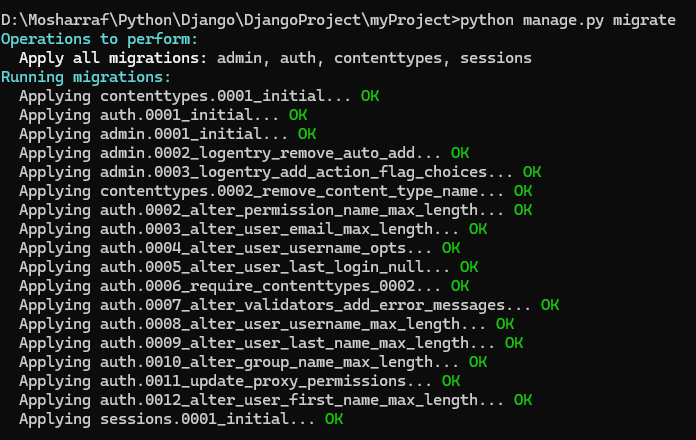 D:\Mosharraf\Python\Django\DjangoProject\myProject>python manage.py migrate
Operations to perform:
  Apply all migrations: admin, auth, contenttypes, sessions
Running migrations:
  Applying contenttypes.0001_initial... OK
  Applying auth.0001_initial... OK
  Applying admin.0001_initial... OK
  Applying admin.0002_logentry_remove_auto_add... OK
  Applying admin.0003_logentry_add_action_flag_choices... OK
  Applying contenttypes.0002_remove_content_type_name... OK
  Applying auth.0002_alter_permission_name_max_length... OK
  Applying auth.0003_alter_user_email_max_length... OK
  Applying auth.0004_alter_user_username_opts... OK
  Applying auth.0005_alter_user_last_login_null... OK
  Applying auth.0006_require_contenttypes_0002... OK
  Applying auth.0007_alter_validators_add_error_messages... OK
  Applying auth.0008_alter_user_username_max_length... OK
  Applying auth.0009_alter_user_last_name_max_length... OK
  Applying auth.0010_alter_group_name_max_length... OK
  Applying auth.0011_update_proxy_permissions... OK
  Applying auth.0012_alter_user_first_name_max_length... OK
  Applying sessions.0001_initial... OK